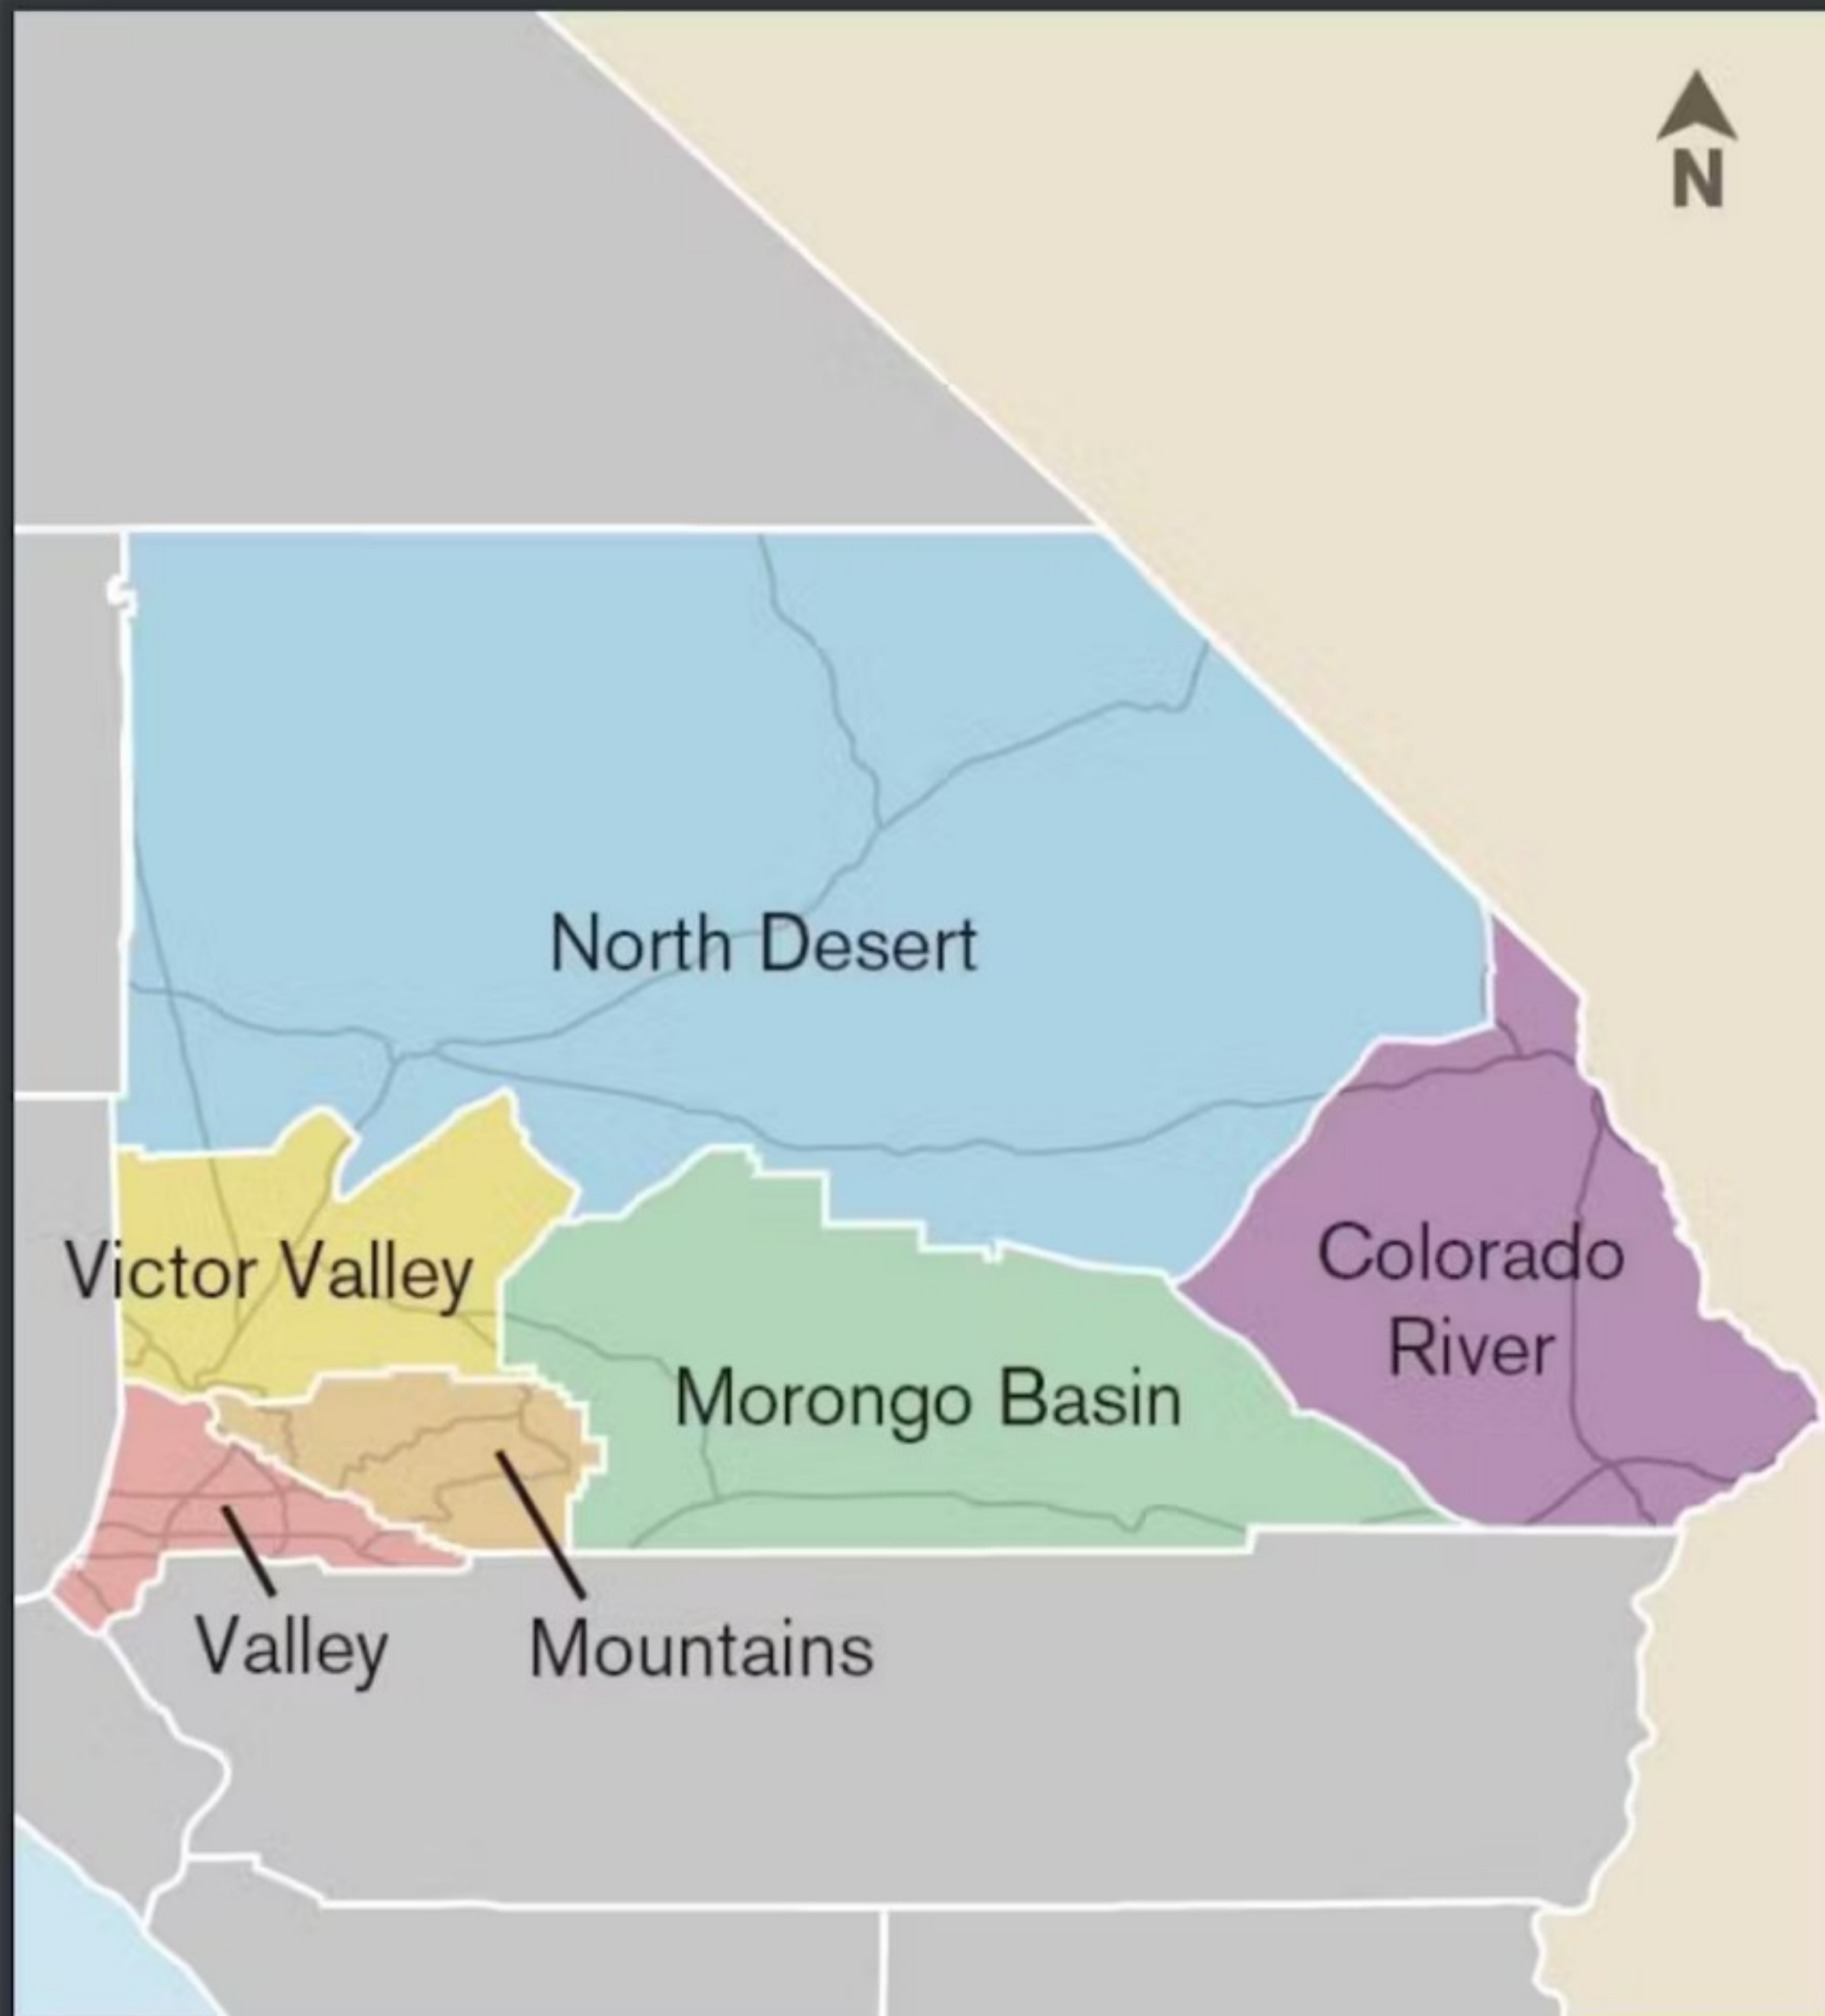 N
North Desert
Victor Valley
Colorado
River
Morongo Basin
Valley
Mountains